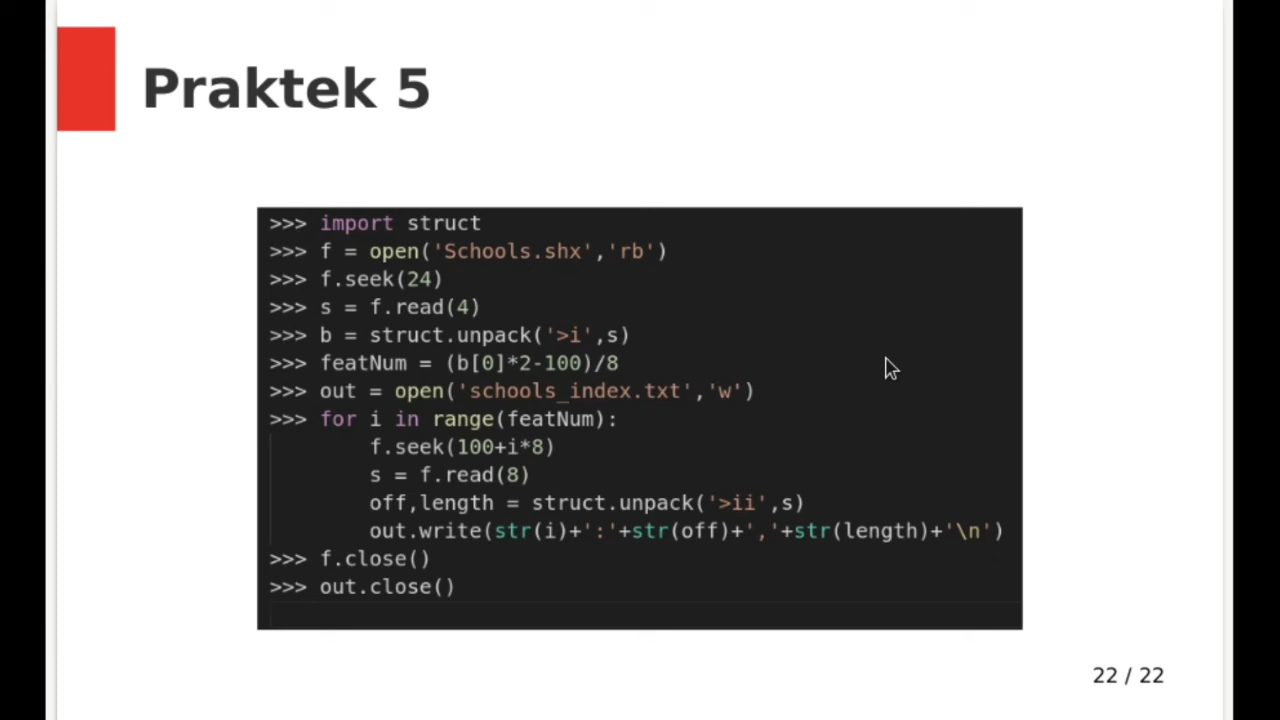 Praktek 5
>>> import struct
>>> f = open('Schools.shx','rb')
>>> f.seek(24)
>>> s = f.read(4)
>>> b = struct.unpack('>i',s)
>>> featNum = (b[0]*2-100)/8
>>> out = open('schools_index.txt','w')
>>> for i in range(featNum):
        f.seek(100+i*8)
        s = f.read(8)
        off,length = struct.unpack('>ii',s)
        out.write(str(i)+':'+str(off)+','+str(length)+'\n')
>>> f.close()
>>> out.close()
22 / 22